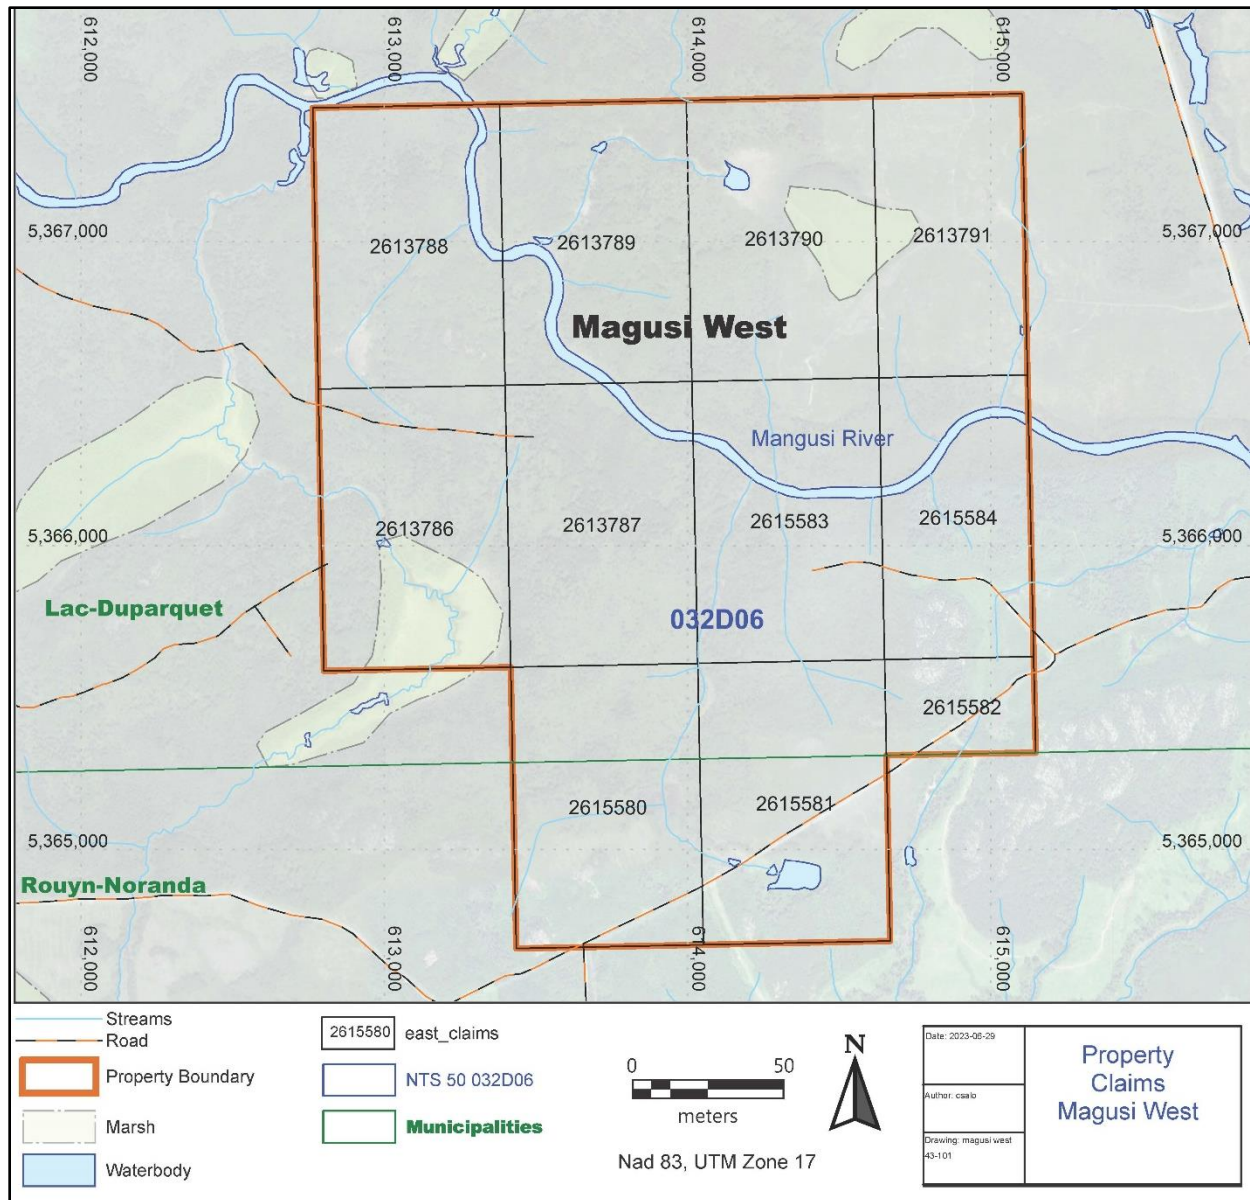 612,000
613,000
614,000
615,000
5,367,000
2613788
2613789
2613790
2613791
5,367,000
Magusi West
Mangusi River
5,366,000
2613786
2613787
2615583
2615584
5,366,000
Lac-Duparquet
032D06
2615582
2615580
2615581
5,365,000
5,365,000
Rouyn-Noranda
612,000
613,000
614,000
615,000
Streams
Road
Property Boundary
Marsh
Waterbody
2615580 east_claims
NTS 50 032D06
Municipalities
0 50
meters
Nad 83, UTM Zone 17
N
Date: 2023-06-29
Author: csalo
Drawing: magusi west
43-101
Property
Claims
Magusi West